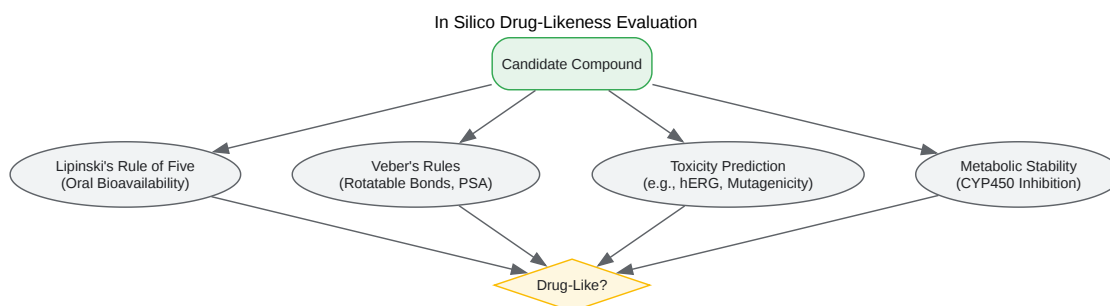 In Silico Drug-Likeness Evaluation
Candidate Compound
Lipinski's Rule of Five
(Oral Bioavailability)
Veber's Rules
(Rotatable Bonds, PSA)
Toxicity Prediction
(e.g., hERG, Mutagenicity)
Metabolic Stability
(CYP450 Inhibition)
Drug-Like?